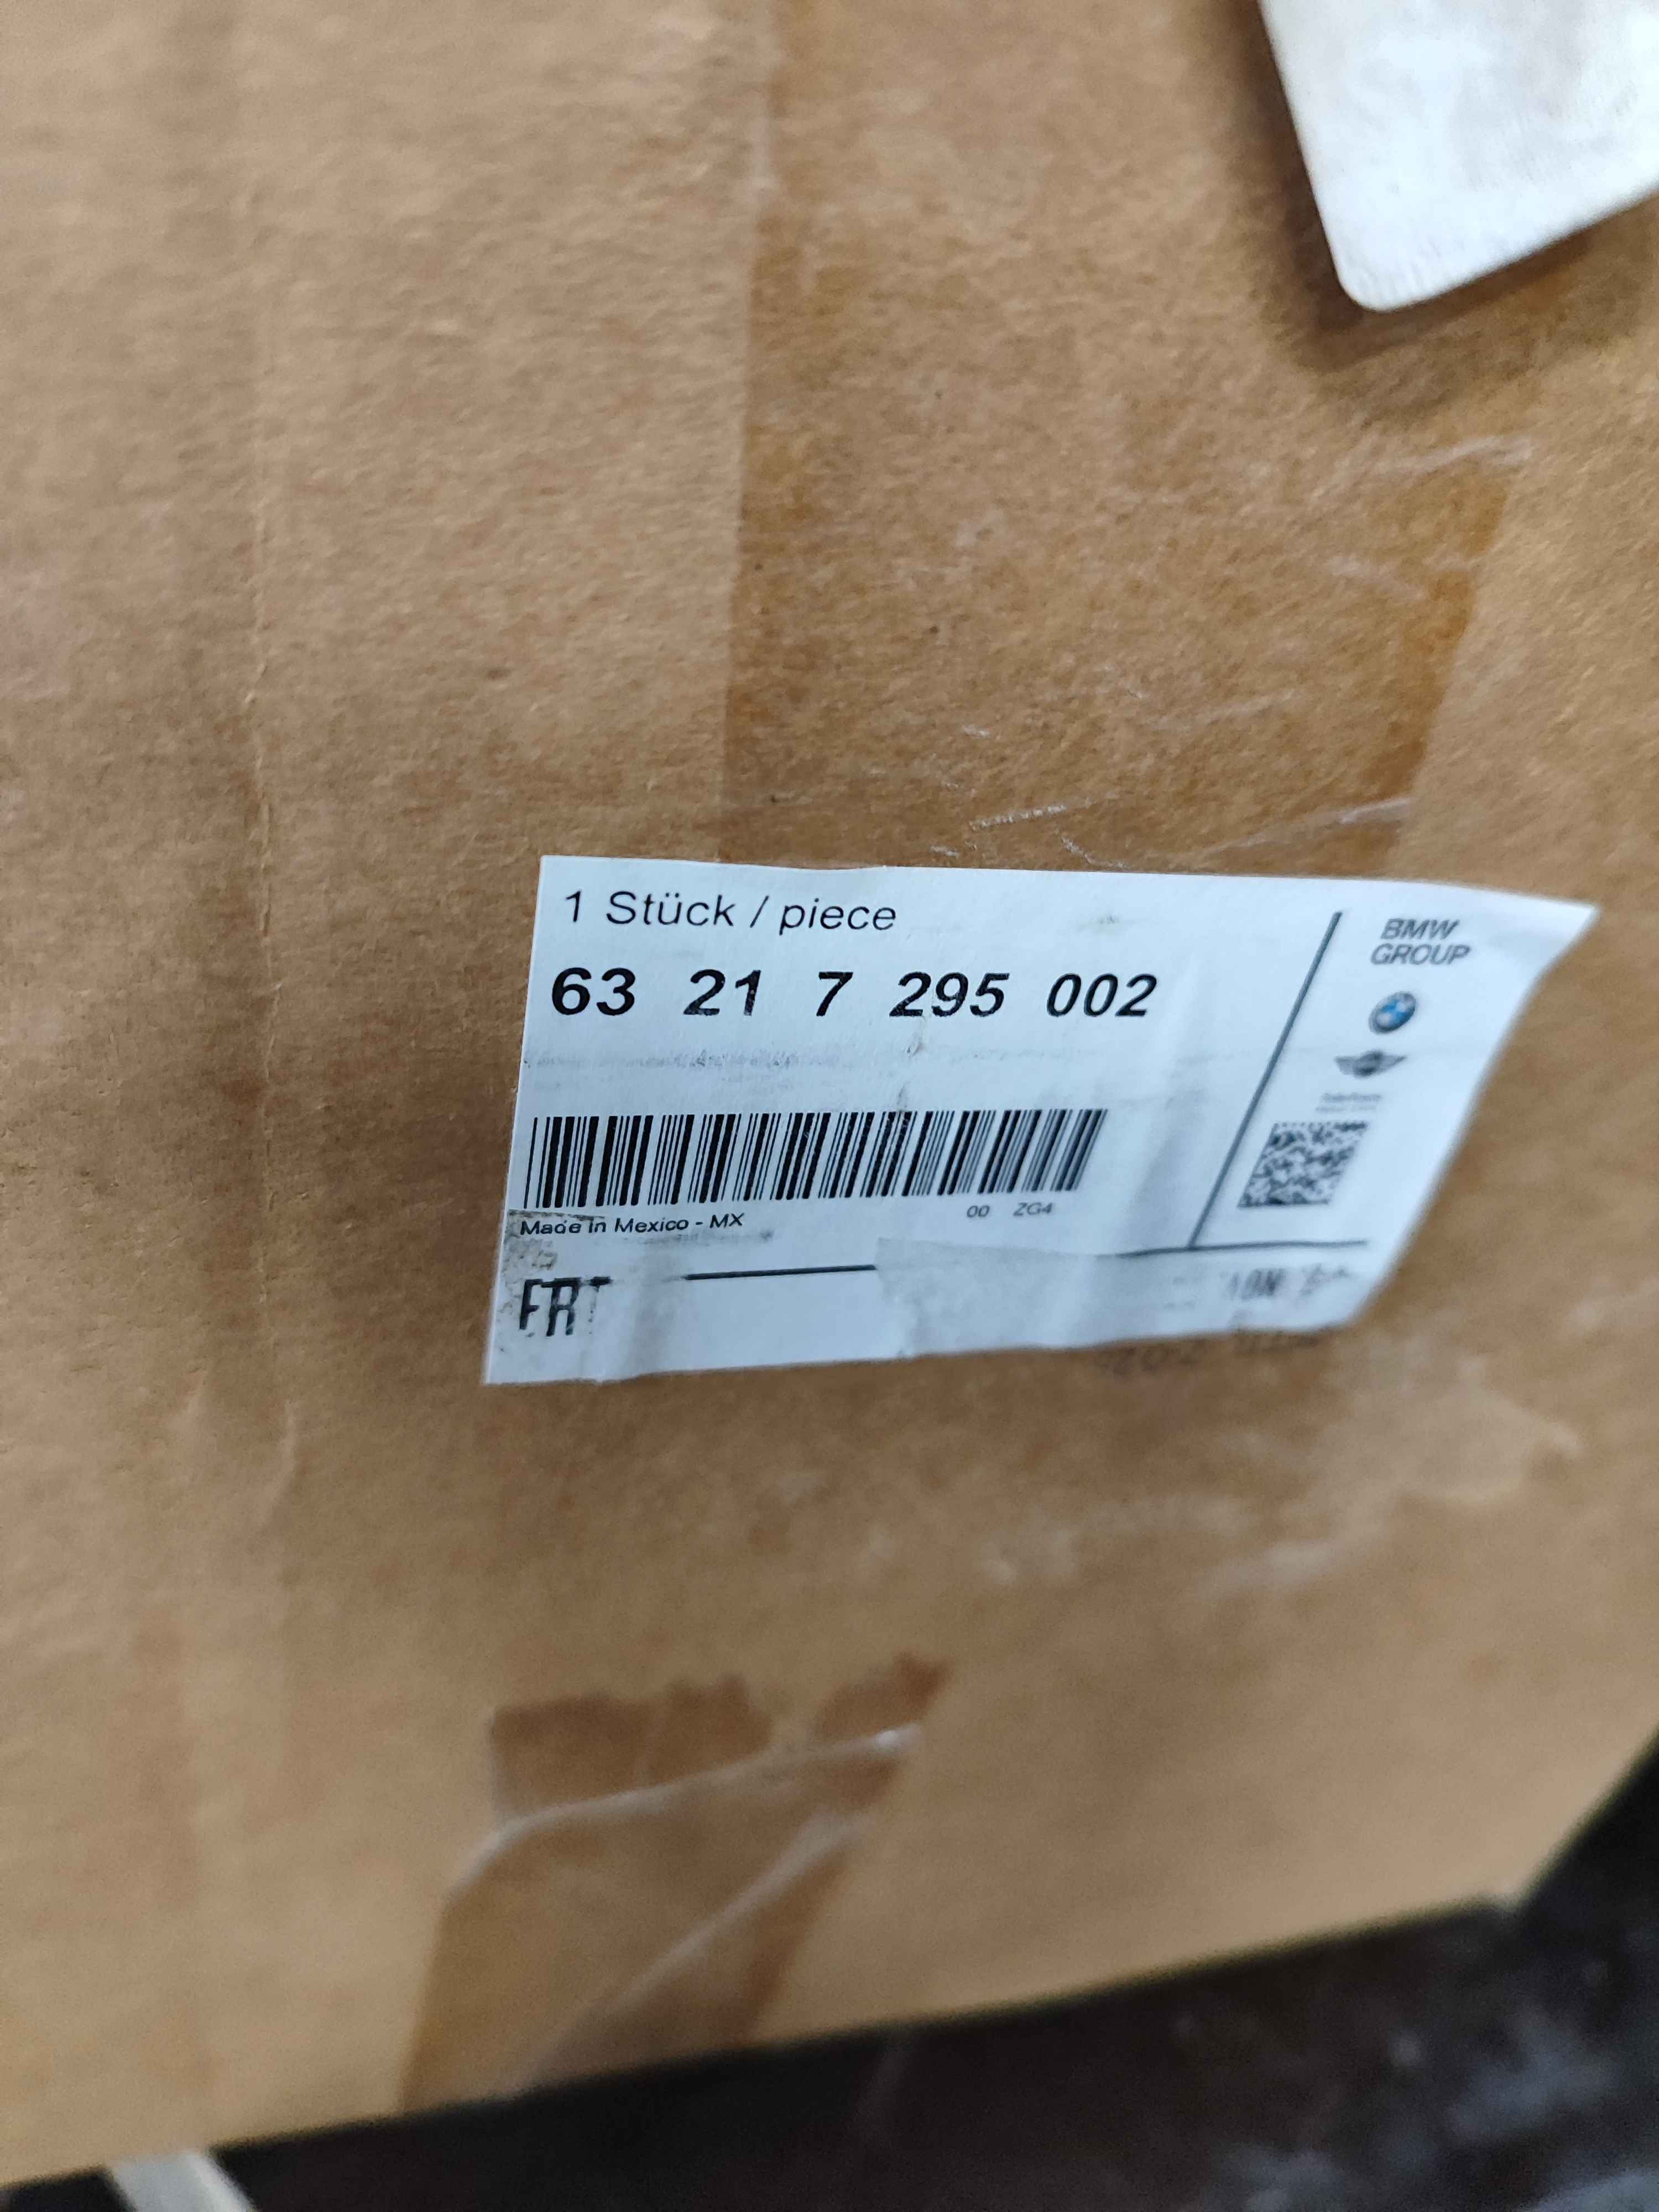 1 Stück / piece
63 21 7 295 002
BMW
GROUP
Made in Mexico - MX
00 ZG4